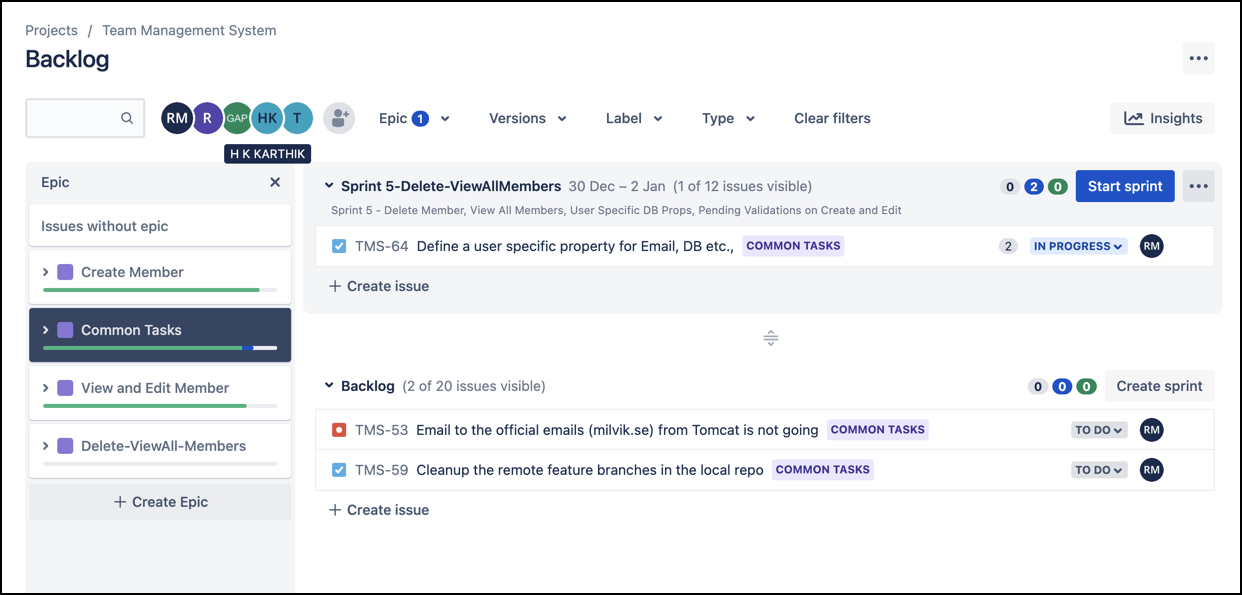 Projects / Team Management System
Backlog
RM R GAP HK T Epic 1 Versions Label Type Clear filters Insights
H K KARTHIK
Epic
Issues without epic
Create Member
Common Tasks
View and Edit Member
Delete-ViewAll-Members
+ Create Epic
Sprint 5-Delete-ViewAllMembers 30 Dec – 2 Jan (1 of 12 issues visible) 0 2 0 Start sprint
Sprint 5 - Delete Member, View All Members, User Specific DB Props, Pending Validations on Create and Edit
TMS-64 Define a user specific property for Email, DB etc., COMMON TASKS 2 IN PROGRESS RM
+ Create issue
Backlog (2 of 20 issues visible) 0 0 0 Create sprint
TMS-53 Email to the official emails (milvik.se) from Tomcat is not going COMMON TASKS TO DO RM
TMS-59 Cleanup the remote feature branches in the local repo COMMON TASKS TO DO RM
+ Create issue